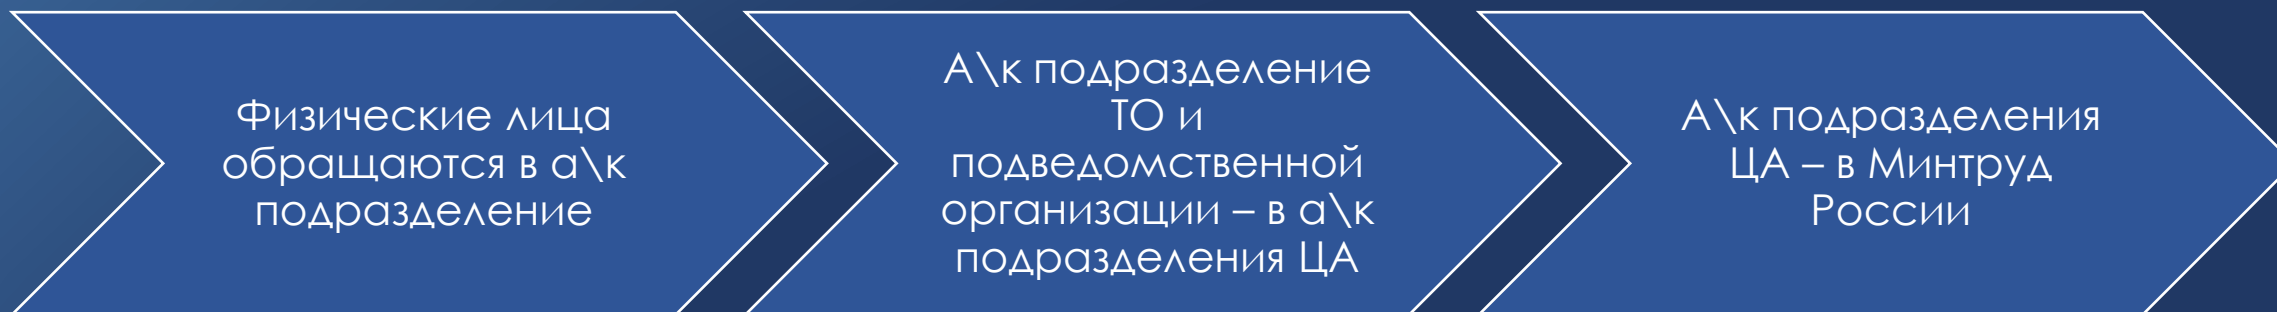 Физические лица
обращаются в а\к
подразделение
А\к подразделение
ТО и
подведомственной
организации – в а\к
подразделения ЦА
А\к подразделения
ЦА – в Минтруд
России